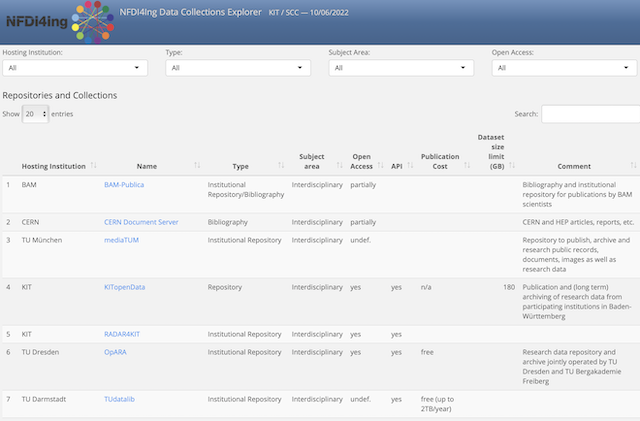 NFDI4Ing
NFDI4Ing Data Collections Explorer KIT / SCC — 10/06/2022
Hosting Institution: Type: Subject Area: Open Access:
All All All All
Repositories and Collections
Show 20 entries Search:
Hosting Institution Name Type Subject area Open Access API Publication Cost Dataset size limit (GB) Comment
1 BAM BAM-Publica Institutional Repository/Bibliography Interdisciplinary partially Bibliography and institutional repository for publications by BAM scientists
2 CERN CERN Document Server Bibliography Interdisciplinary partially CERN and HEP articles, reports, etc.
3 TU München mediaTUM Institutional Repository Interdisciplinary undef. Repository to publish, archive and research public records, documents, images as well as research data
4 KIT KITopenData Repository Interdisciplinary yes yes n/a 180 Publication and (long term) archiving of research data from participating institutions in Baden-Württemberg
5 KIT RADAR4KIT Institutional Repository Interdisciplinary yes yes
6 TU Dresden OpARA Institutional Repository Interdisciplinary yes yes free Research data repository and archive jointly operated by TU Dresden and TU Bergakademie Freiberg
7 TU Darmstadt TUdatalib Institutional Repository Interdisciplinary undef. yes free (up to 2TB/year)